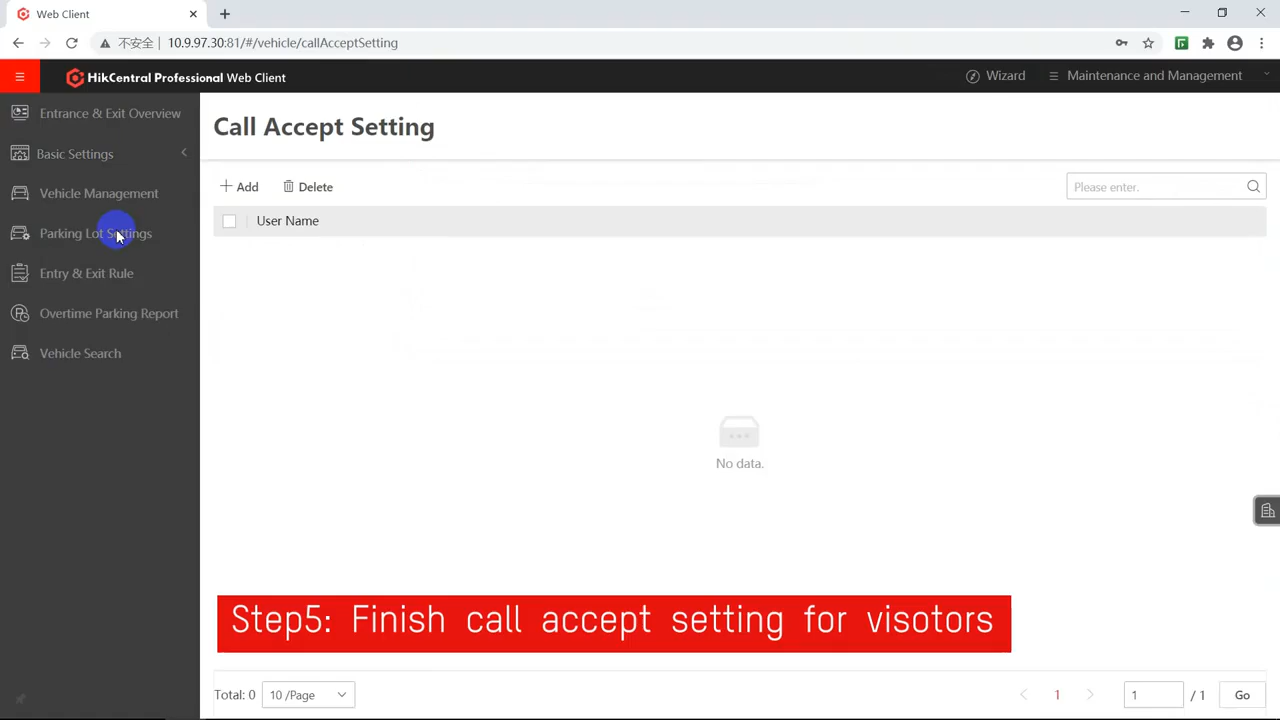 Web Client
不安全
10.9.97.30:81/#/vehicle/callAcceptSetting
HikCentral Professional Web Client
Wizard
Maintenance and Management
Entrance & Exit Overview
Basic Settings
Vehicle Management
Parking Lot Settings
Entry & Exit Rule
Overtime Parking Report
Vehicle Search
Call Accept Setting
Add
Delete
Please enter.
User Name
No data.
Step5: Finish call accept setting for visotors
Total: 0
10 /Page
1
1
/ 1
Go